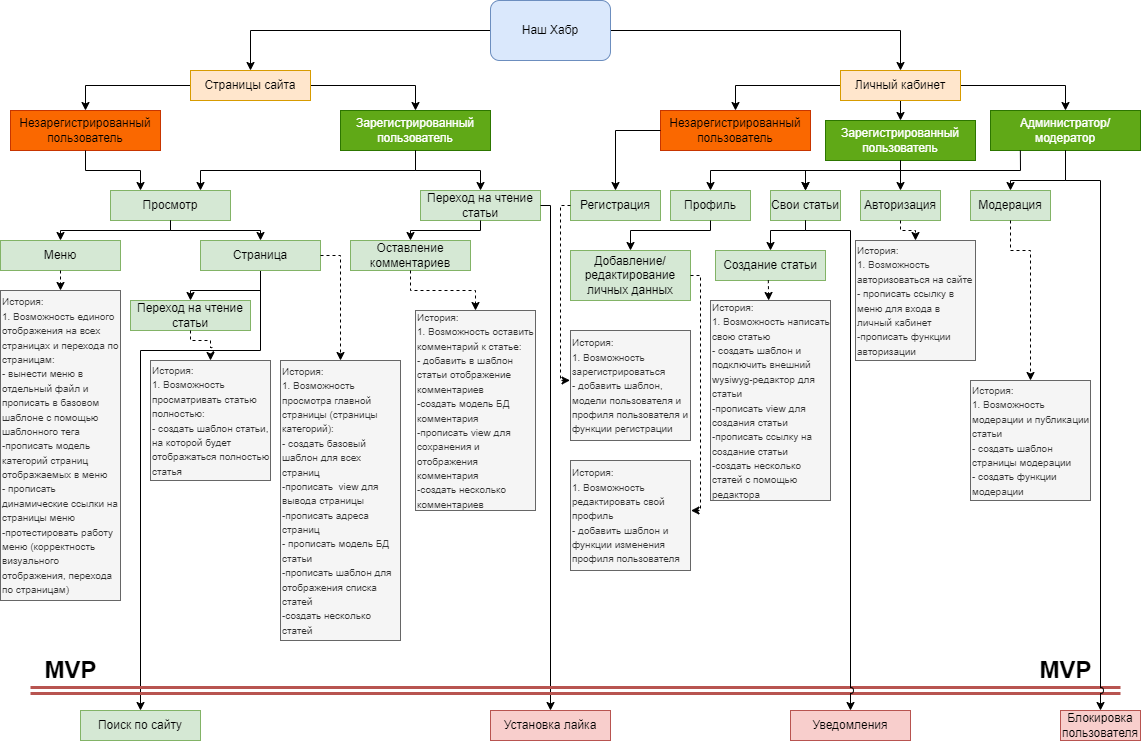 Наш Хабр
Страницы сайта
Личный кабинет
Незарегистрированный
пользователь
Зарегистрированный
пользователь
Незарегистрированный
пользователь
Зарегистрированный
пользователь
Администратор/
модератор
Просмотр
Переход на чтение
статьи
Регистрация
Профиль
Свои статьи
Авторизация
Модерация
Меню
Страница
Оставление
комментариев
Добавление/
редактирование
личных данных
Создание статьи
Переход на чтение
статьи
История:
1. Возможность единого
отображения на всех
страницах и перехода по
страницам:
- вынести меню в
отдельный файл и
прописать в базовом
шаблоне с помощью
шаблонного тега
-прописать модель
категорий страниц
отображаемых в меню
- прописать
динамические ссылки на
страницы меню
-протестировать работу
меню (корректность
визуального
отображения, перехода
по страницам)
История:
1. Возможность
просматривать статью
полностью:
- создать шаблон статьи,
на которой будет
отображаться полностью
статья
История:
1. Возможность
просмотра главной
страницы (страницы
категорий):
- создать базовый
шаблон для всех
страниц
-прописать  view для
вывода страницы
-прописать адреса
страниц
- прописать модель БД
статьи
-прописать шаблон для
отображения списка
статей
-создать несколько
статей
История:
1. Возможность оставить
комментарий к статье:
- добавить в шаблон
статьи отображение
комментариев
-создать модель БД
комментария
-прописать view для
сохранения и
отображения
комментария
-создать несколько
комментариев
История:
1. Возможность
зарегистрироваться
- добавить шаблон,
модели пользователя и
профиля пользователя и
функции регистрации
История:
1. Возможность
редактировать свой
профиль
- добавить шаблон и
функции изменения
профиля пользователя
История:
1. Возможность написать
свою статью
- создать шаблон и
подключить внешний
wysiwyg-редактор для
статьи
-прописать view для
создания статьи
-прописать ссылку на
создание статьи
-создать несколько
статей с помощью
редактора
История:
1. Возможность
авторизоваться на сайте
- прописать ссылку в
меню для входа в
личный кабинет
-прописать функции
авторизации
История:
1. Возможность
модерации и публикации
статьи
- создать шаблон
страницы модерации
- создать функции
модерации
MVP
MVP
Поиск по сайту
Установка лайка
Уведомления
Блокировка
пользователя